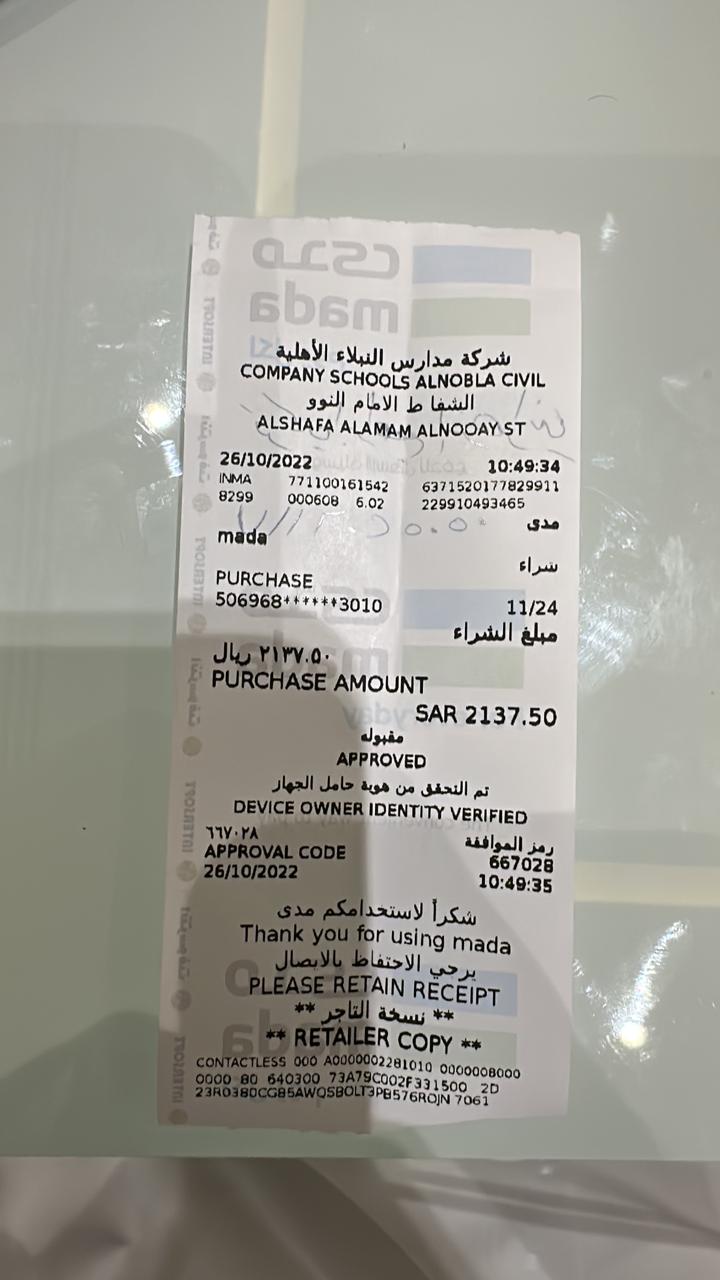 شركة مدارس النبلاء الأهلية
COMPANY SCHOOLS ALNOBLA CIVIL
الشفا ط الامام النوو
ALSHAFA ALAMAM ALNOOAY ST
26/10/2022 10:49:34
INMA 771100161542 6371520177829911
8299 000608 6.02 229910493465
مدى
mada
شراء
PURCHASE
506968******3010 11/24
مبلغ الشراء
٢١٣٧.٥٠ ريال
PURCHASE AMOUNT
SAR 2137.50
مقبوله
APPROVED
تم التحقق من هوية حامل الجهاز
DEVICE OWNER IDENTITY VERIFIED
٦٦٧٠٢٨ رمز الموافقة
APPROVAL CODE 667028
26/10/2022 10:49:35
شكراً لاستخدامكم مدى
Thank you for using mada
يرجي الاحتفاظ بالايصال
PLEASE RETAIN RECEIPT
** نسخة التاجر **
** RETAILER COPY **
CONTACTLESS 000 A0000002281010 000000B000
0000 80 640300 73A79C002F331500 2D
23R0380CG85AWQSBOLT3PB576ROJN 7061